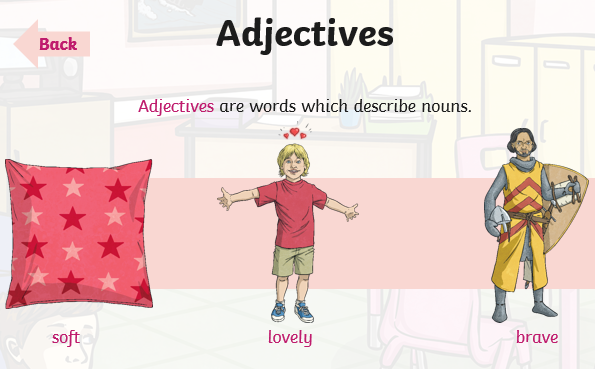 Adjectives
Back
Adjectives are words which describe nouns.
soft
lovely
brave